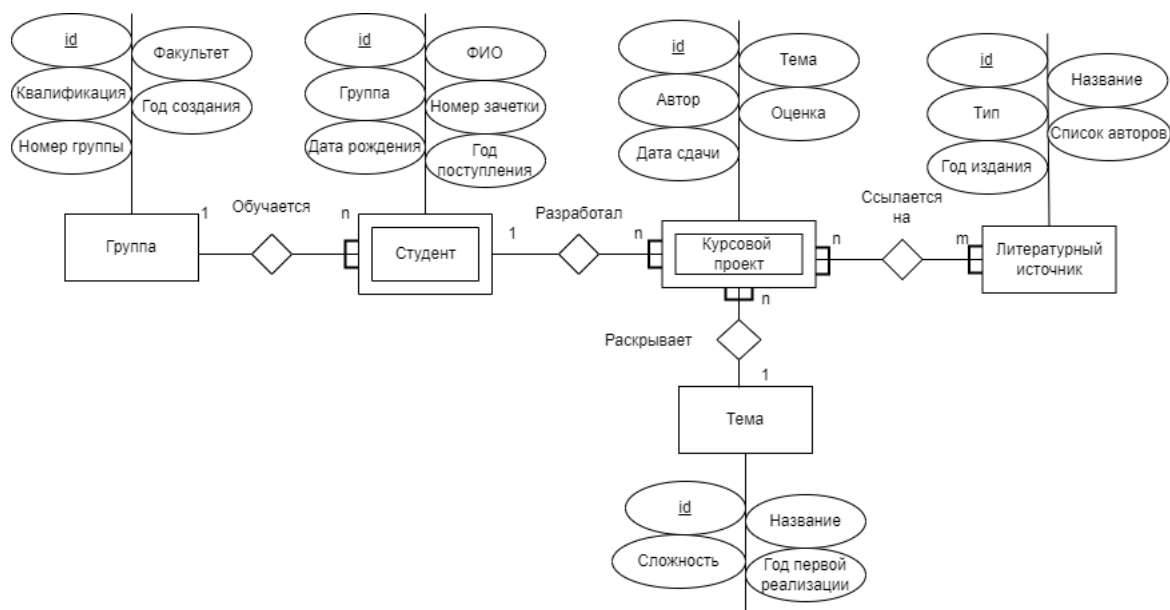 id
Факультет
Квалификация
Год создания
Номер группы
id
ФИО
Группа
Номер зачетки
Дата рождения
Год
поступления
id
Тема
Автор
Оценка
Дата сдачи
id
Название
Тип
Список авторов
Год издания
Группа
1
Обучается
n
Студент
1
Разработал
n
Курсовой
проект
n
Ссылается
на
m
Литературный
источник
n
Раскрывает
1
Тема
id
Название
Сложность
Год первой
реализации